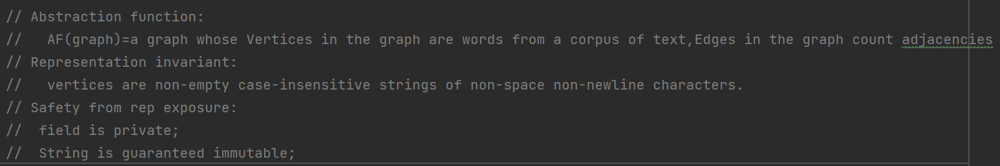 // Abstraction function:
//   AF(graph)=a graph whose Vertices in the graph are words from a corpus of text,Edges in the graph count adjacencies
// Representation invariant:
//   vertices are non-empty case-insensitive strings of non-space non-newline characters.
// Safety from rep exposure:
//  field is private;
//  String is guaranteed immutable;